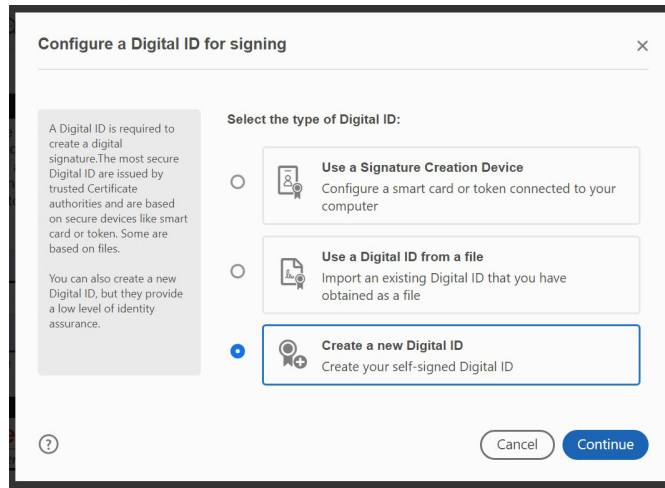 Configure a Digital ID for signing
A Digital ID is required to
create a digital
signature.The most secure
Digital ID are issued by
trusted Certificate
authorities and are based
on secure devices like smart
card or token. Some are
based on files.
You can also create a new
Digital ID, but they provide
a low level of identity
assurance.
Select the type of Digital ID:
Use a Signature Creation Device
Configure a smart card or token connected to your
computer
Use a Digital ID from a file
Import an existing Digital ID that you have
obtained as a file
Create a new Digital ID
Create your self-signed Digital ID
?
Cancel
Continue